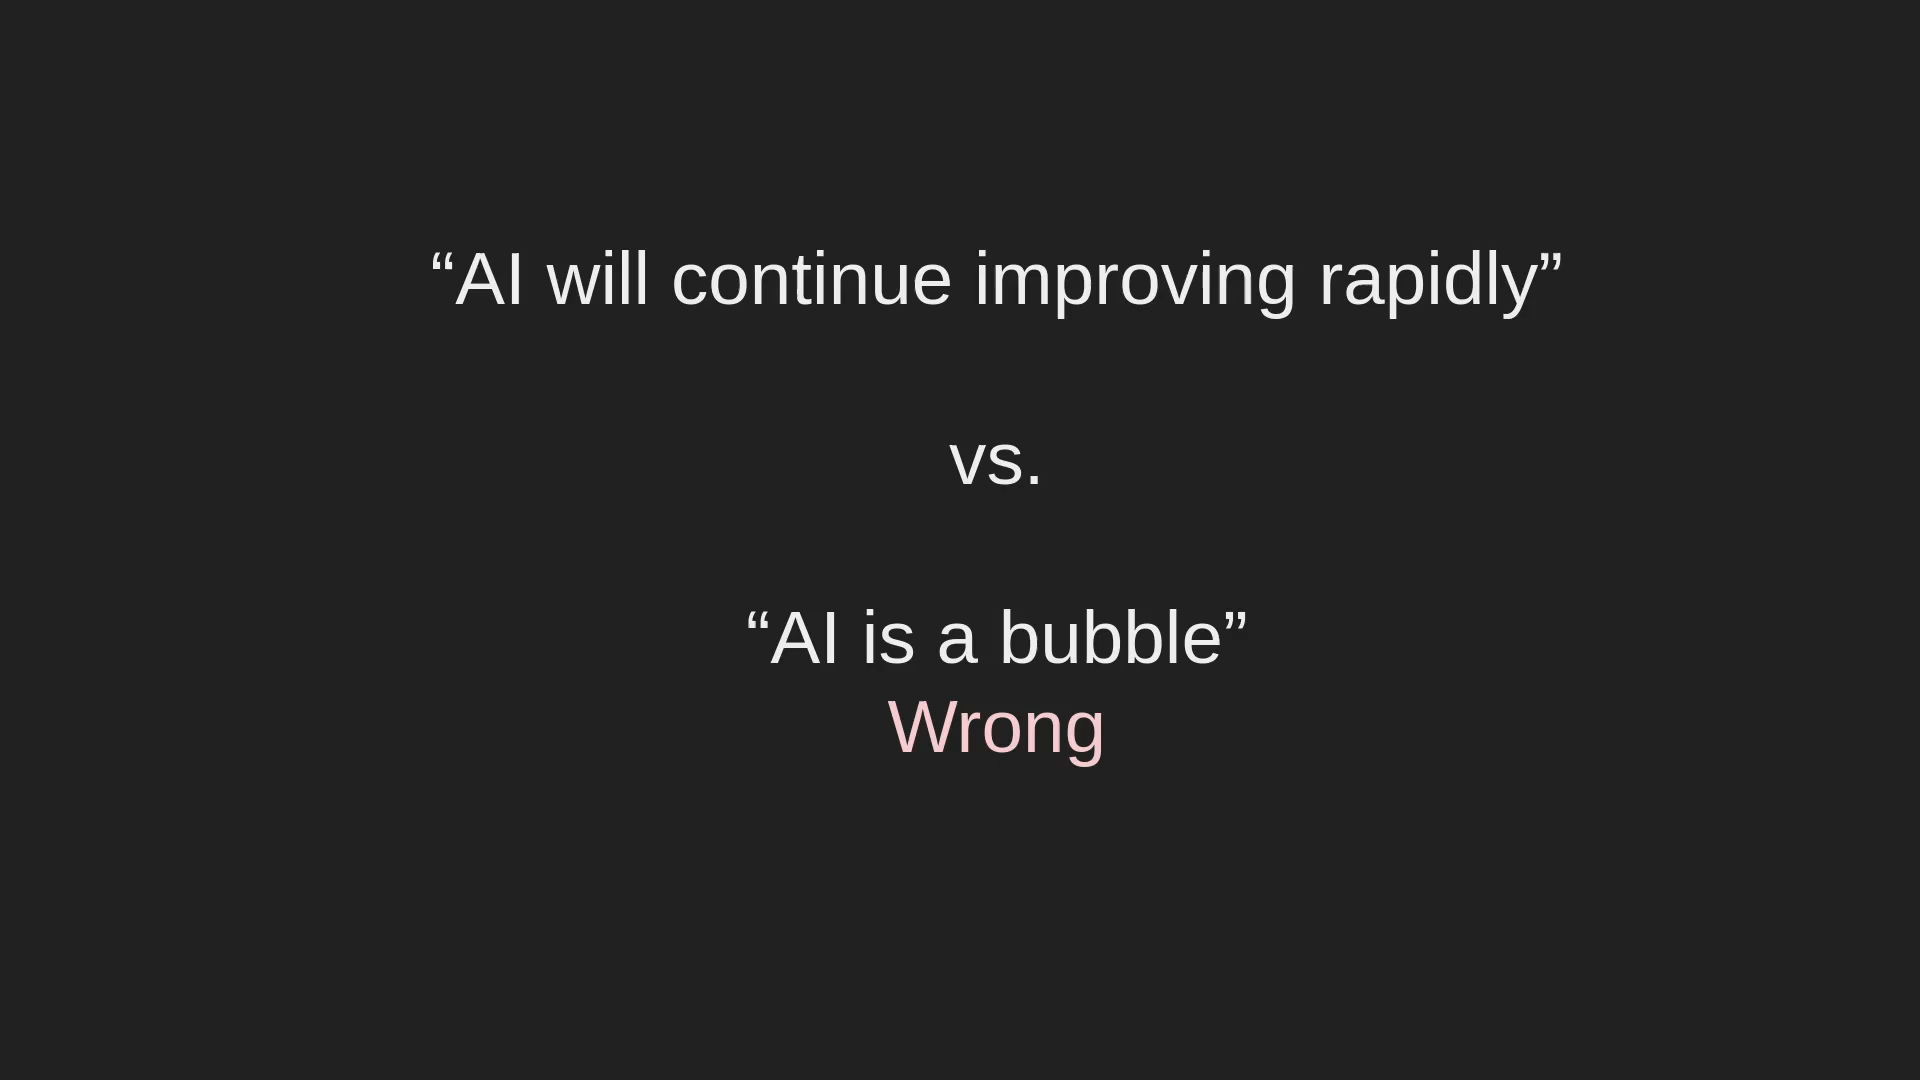 “AI will continue improving rapidly”
vs.
“AI is a bubble”
Wrong